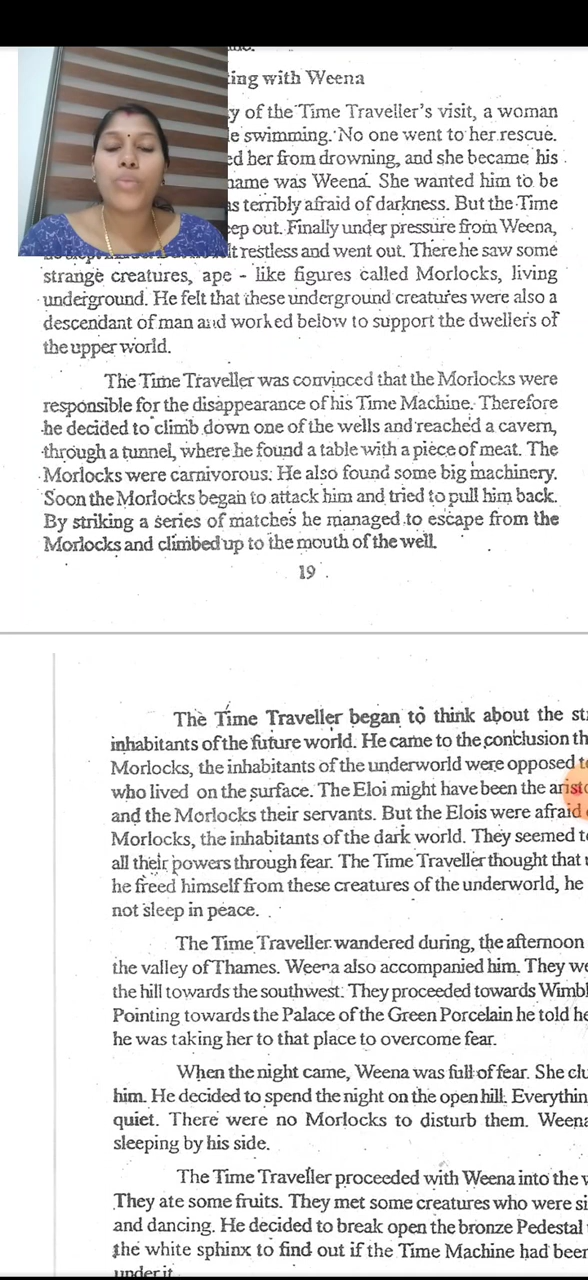 ing with Weena
y of the Time Traveller's visit, a woman
e swimming. No one went to her rescue.
ed her from drowning, and she became his
name was Weena. She wanted him to be
as terribly afraid of darkness. But the Time
eep out. Finally under pressure from Weena,
lt restless and went out. There he saw some
strange creatures, ape - like figures called Morlocks, living
underground. He felt that these underground creatures were also a
descendant of man and worked below to support the dwellers of
the upper world.
The Time Traveller was convinced that the Morlocks were
responsible for the disappearance of his Time Machine. Therefore
he decided to climb down one of the wells and reached a cavern,
through a tunnel, where he found a table with a piece of meat. The
Morlocks were carnivorous. He also found some big machinery.
Soon the Morlocks began to attack him and tried to pull him back.
By striking a series of matches he managed to escape from the
Morlocks and climbed up to the mouth of the well.
19
The Time Traveller began to think about the st
inhabitants of the future world. He came to the conclusion th
Morlocks, the inhabitants of the underworld were opposed t
who lived on the surface. The Eloi might have been the arist
and the Morlocks their servants. But the Elois were afraid
Morlocks, the inhabitants of the dark world. They seemed t
all their powers through fear. The Time Traveller thought that
he freed himself from these creatures of the underworld, he
not sleep in peace.
The Time Traveller wandered during, the afternoon
the valley of Thames. Weena also accompanied him. They we
the hill towards the southwest. They proceeded towards Wimbl
Pointing towards the Palace of the Green Porcelain he told he
he was taking her to that place to overcome fear.
When the night came, Weena was full of fear. She clu
him. He decided to spend the night on the open hill. Everythin
quiet. There were no Morlocks to disturb them. Weena
sleeping by his side.
The Time Traveller proceeded with Weena into the
They ate some fruits. They met some creatures who were si
and dancing. He decided to break open the bronze Pedestal
the white sphinx to find out if the Time Machine had been
under it